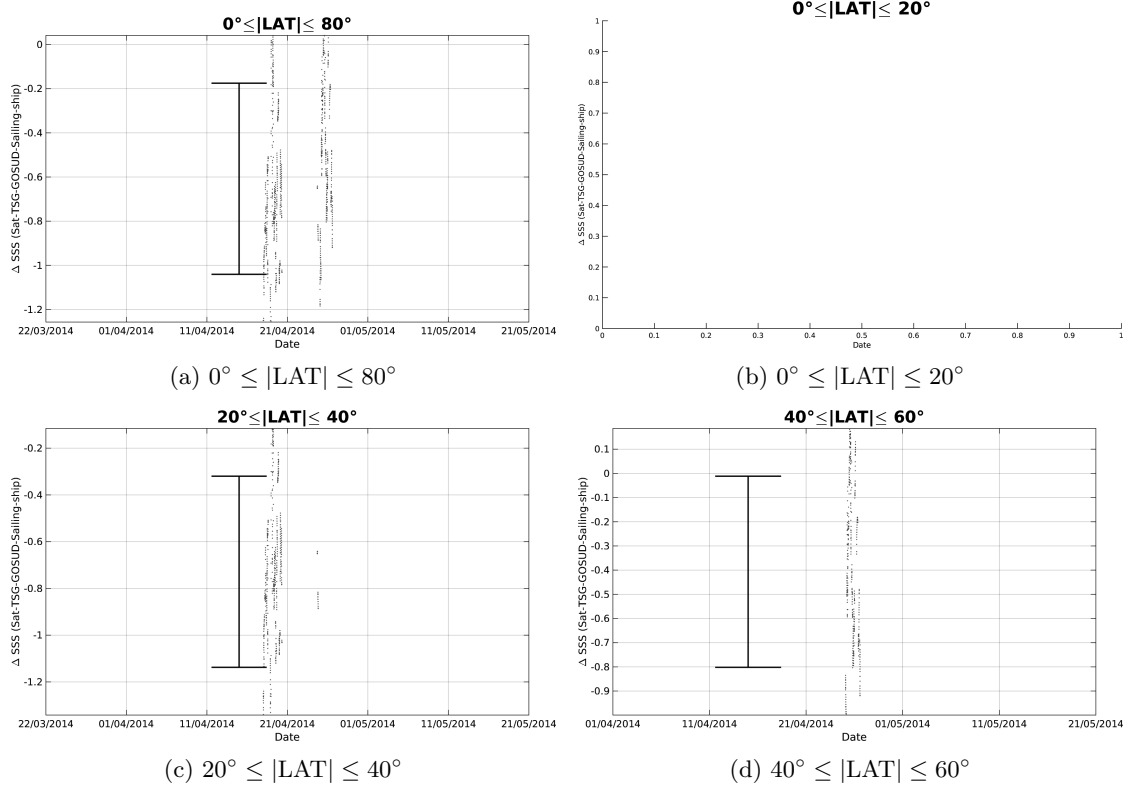 0°≤|LAT|≤ 80°
0
-0.2
-0.4
-0.6
-0.8
-1
-1.2
Δ SSS (Sat-TSG-GOSUD-Sailing-ship)
22/03/2014 01/04/2014 11/04/2014 21/04/2014 01/05/2014 11/05/2014 21/05/2014
Date
(a) 0° ≤ |LAT| ≤ 80°
0°≤|LAT|≤ 20°
1
0.9
0.8
0.7
0.6
0.5
0.4
0.3
0.2
0.1
0
Δ SSS (Sat-TSG-GOSUD-Sailing-ship)
0 0.1 0.2 0.3 0.4 0.5 0.6 0.7 0.8 0.9 1
Date
(b) 0° ≤ |LAT| ≤ 20°
20°≤|LAT|≤ 40°
-0.2
-0.4
-0.6
-0.8
-1
-1.2
Δ SSS (Sat-TSG-GOSUD-Sailing-ship)
22/03/2014 01/04/2014 11/04/2014 21/04/2014 01/05/2014 11/05/2014 21/05/2014
Date
(c) 20° ≤ |LAT| ≤ 40°
40°≤|LAT|≤ 60°
0.1
0
-0.1
-0.2
-0.3
-0.4
-0.5
-0.6
-0.7
-0.8
-0.9
Δ SSS (Sat-TSG-GOSUD-Sailing-ship)
01/04/2014 11/04/2014 21/04/2014 01/05/2014 11/05/2014 21/05/2014
Date
(d) 40° ≤ |LAT| ≤ 60°